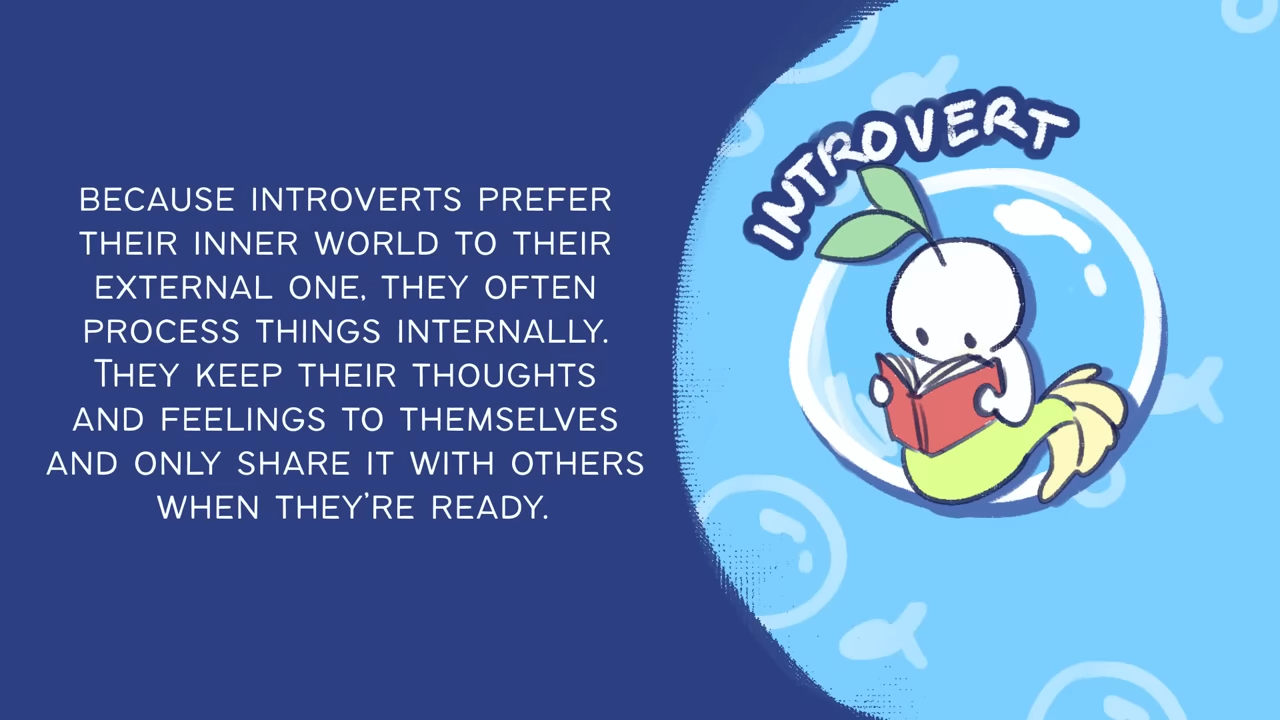 BECAUSE INTROVERTS PREFER
THEIR INNER WORLD TO THEIR
EXTERNAL ONE, THEY OFTEN
PROCESS THINGS INTERNALLY.
THEY KEEP THEIR THOUGHTS
AND FEELINGS TO THEMSELVES
AND ONLY SHARE IT WITH OTHERS
WHEN THEY'RE READY.
INTROVERT